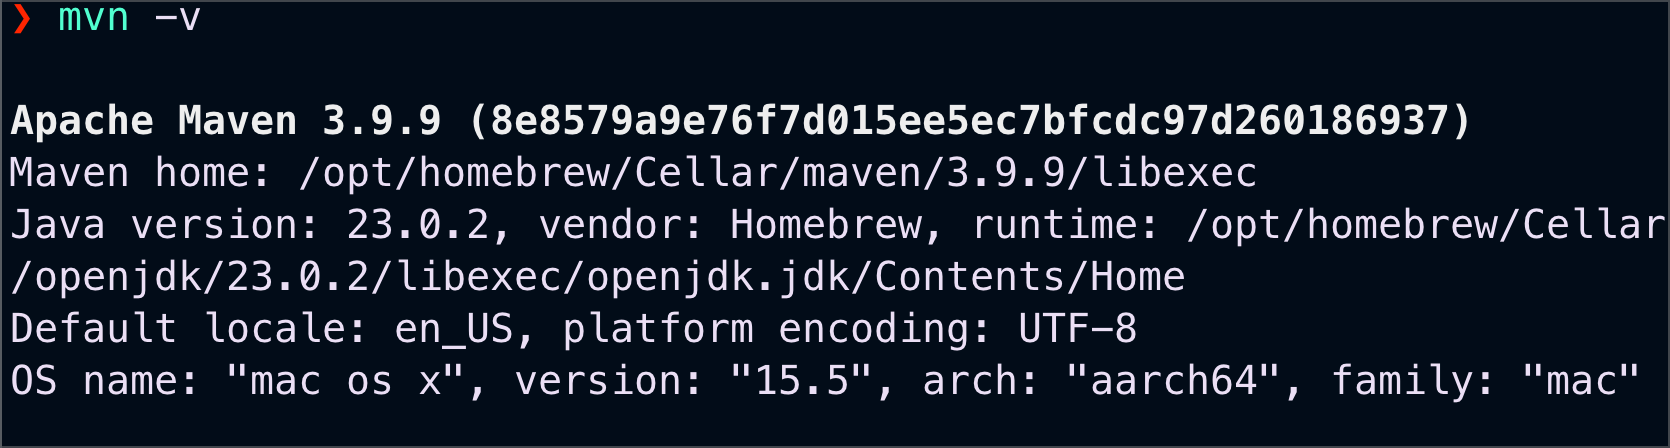 ❯ mvn -v
Apache Maven 3.9.9 (8e8579a9e76f7d015ee5ec7bfcdc97d260186937)
Maven home: /opt/homebrew/Cellar/maven/3.9.9/libexec
Java version: 23.0.2, vendor: Homebrew, runtime: /opt/homebrew/Cellar
/openjdk/23.0.2/libexec/openjdk.jdk/Contents/Home
Default locale: en_US, platform encoding: UTF-8
OS name: "mac os x", version: "15.5", arch: "aarch64", family: "mac"